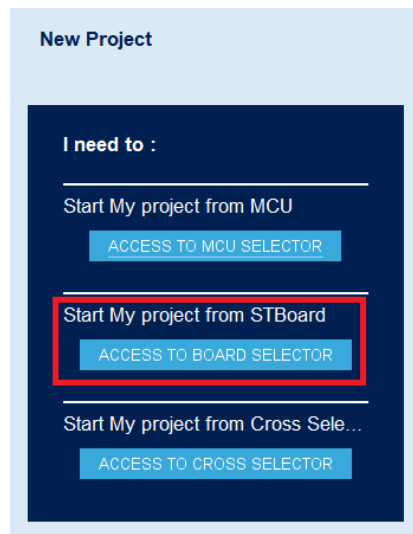 New Project
I need to :
Start My project from MCU
ACCESS TO MCU SELECTOR
Start My project from STBoard
ACCESS TO BOARD SELECTOR
Start My project from Cross Sele...
ACCESS TO CROSS SELECTOR